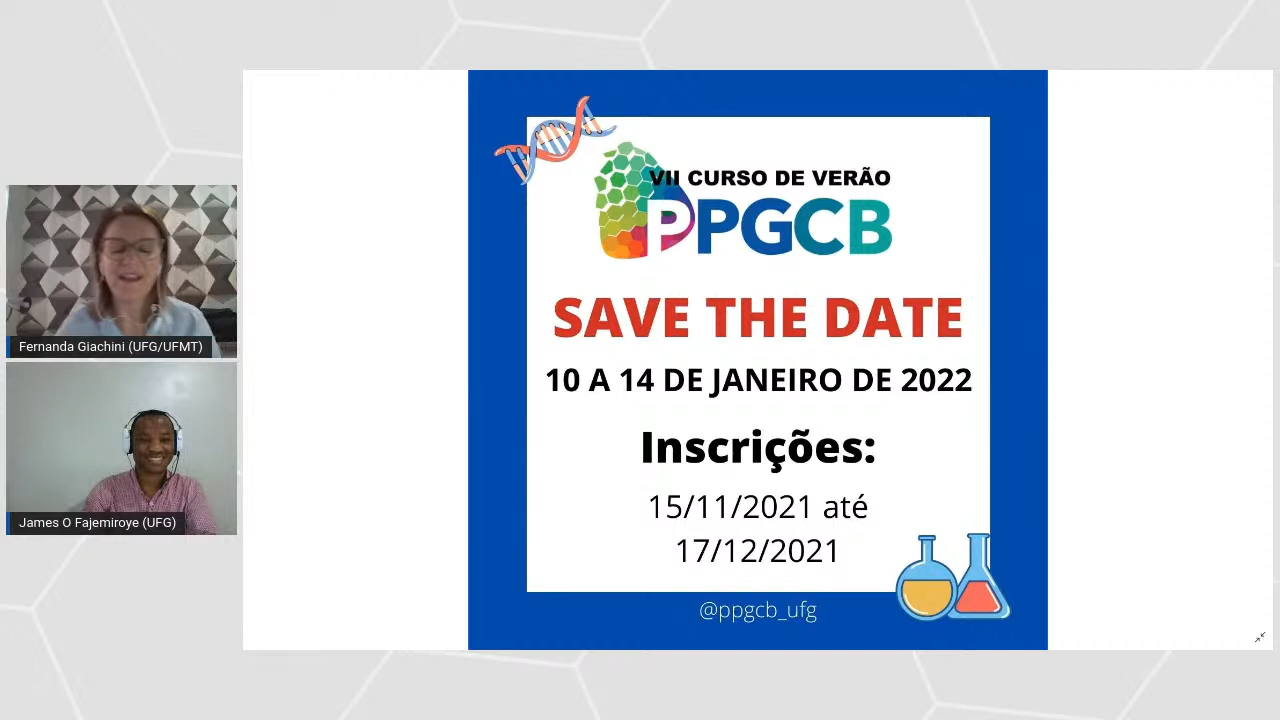 Fernanda Giachini (UFG/UFMT)
James O Fajemiroye (UFG)
VII CURSO DE VERÃO
PPGCB
SAVE THE DATE
10 A 14 DE JANEIRO DE 2022
Inscrições:
15/11/2021 até
17/12/2021
@ppgcb_ufg